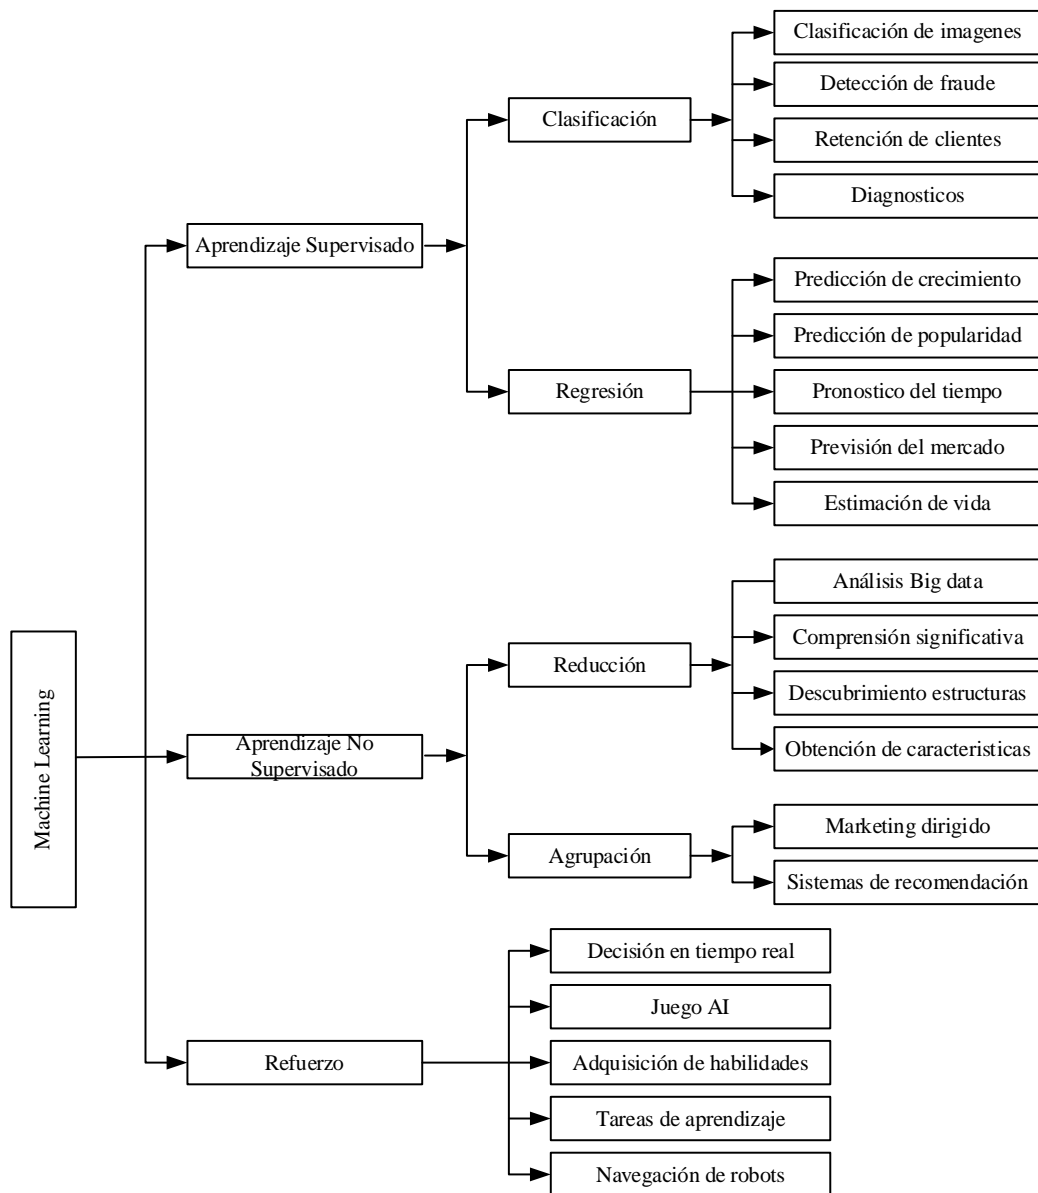 Machine Learning
Aprendizaje Supervisado
Clasificación
Clasificación de imagenes
Detección de fraude
Retención de clientes
Diagnosticos
Regresión
Predicción de crecimiento
Predicción de popularidad
Pronostico del tiempo
Previsión del mercado
Estimación de vida
Aprendizaje No
Supervisado
Reducción
Análisis Big data
Comprensión significativa
Descubrimiento estructuras
Obtención de caracteristicas
Agrupación
Marketing dirigido
Sistemas de recomendación
Refuerzo
Decisión en tiempo real
Juego AI
Adquisición de habilidades
Tareas de aprendizaje
Navegación de robots